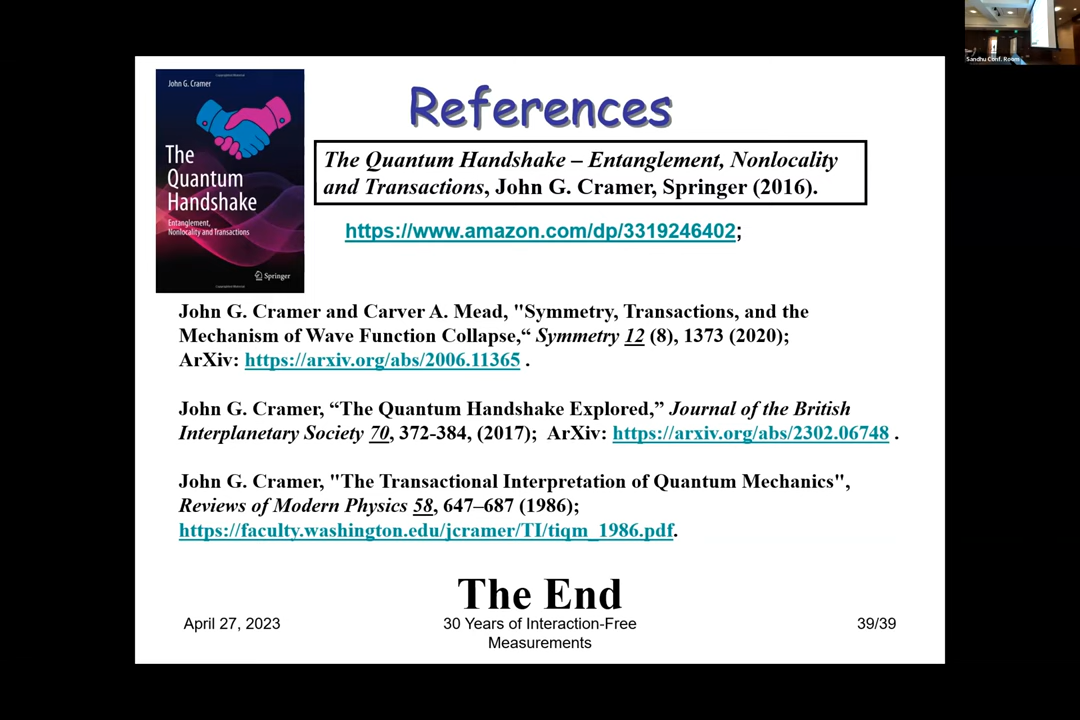 Sandhu Conf. Room
John G. Cramer
The
Quantum
Handshake
Entanglement,
Nonlocality and Transactions
Springer
References
The Quantum Handshake – Entanglement, Nonlocality
and Transactions, John G. Cramer, Springer (2016).
https://www.amazon.com/dp/3319246402;
John G. Cramer and Carver A. Mead, "Symmetry, Transactions, and the
Mechanism of Wave Function Collapse,“ Symmetry 12 (8), 1373 (2020);
ArXiv: https://arxiv.org/abs/2006.11365 .
John G. Cramer, “The Quantum Handshake Explored,” Journal of the British
Interplanetary Society 70, 372-384, (2017); ArXiv: https://arxiv.org/abs/2302.06748 .
John G. Cramer, "The Transactional Interpretation of Quantum Mechanics",
Reviews of Modern Physics 58, 647–687 (1986);
https://faculty.washington.edu/jcramer/TI/tiqm_1986.pdf.
The End
April 27, 2023
30 Years of Interaction-Free
Measurements
39/39